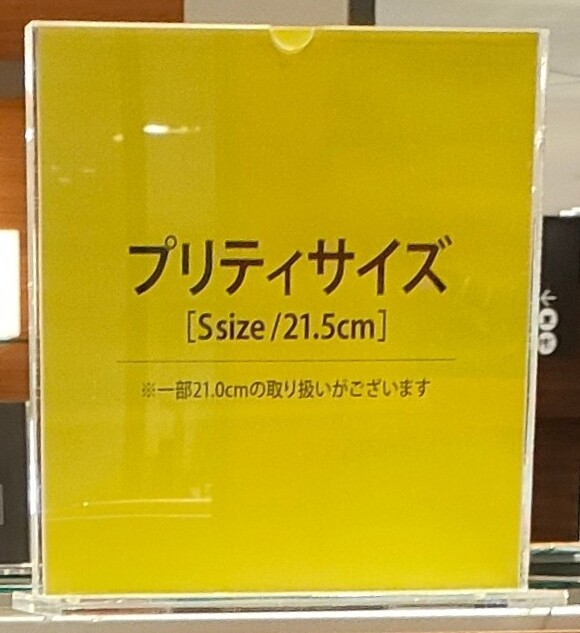 プリティサイズ
[S size / 21.5cm]
※一部21.0cmの取り扱いがございます